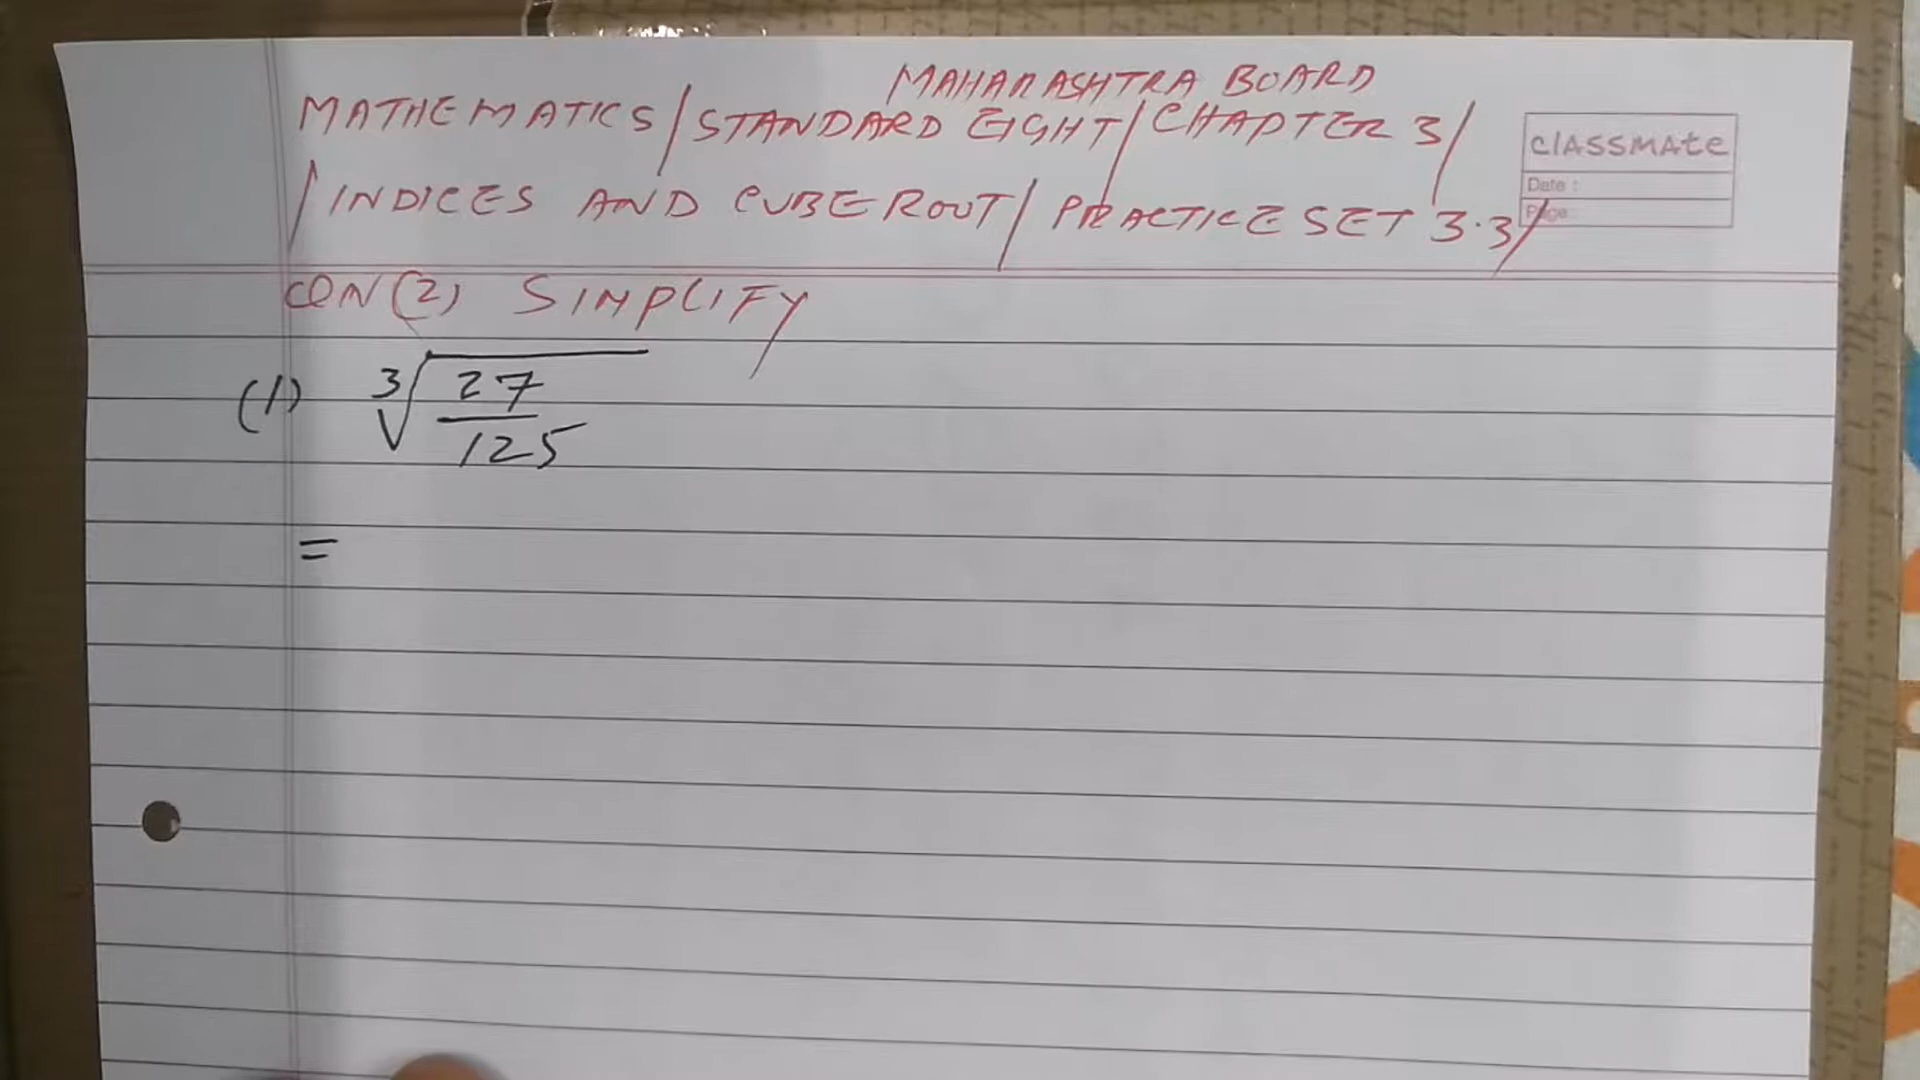 MAHARASHTRA BOARD
MATHEMATICS/STANDARD EIGHT/CHAPTER 3/
/INDICES AND CUBE ROOT/PRACTICE SET 3.3/
classmate
Date :
Page:
QN(2) SIMPLIFY
(1) ∛(27/125)
=